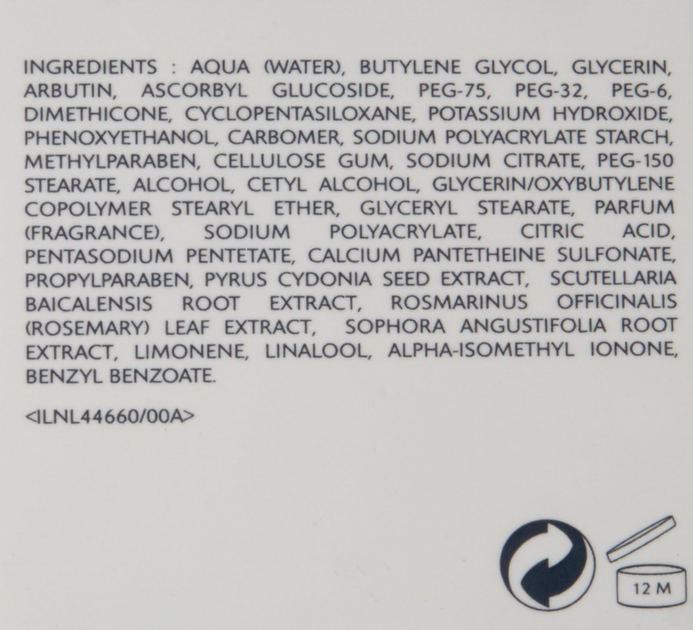 INGREDIENTS : AQUA (WATER), BUTYLENE GLYCOL, GLYCERIN,
ARBUTIN, ASCORBYL GLUCOSIDE, PEG-75, PEG-32, PEG-6,
DIMETHICONE, CYCLOPENTASILOXANE, POTASSIUM HYDROXIDE,
PHENOXYETHANOL, CARBOMER, SODIUM POLYACRYLATE STARCH,
METHYLPARABEN, CELLULOSE GUM, SODIUM CITRATE, PEG-150
STEARATE, ALCOHOL, CETYL ALCOHOL, GLYCERIN/OXYBUTYLENE
COPOLYMER STEARYL ETHER, GLYCERYL STEARATE, PARFUM
(FRAGRANCE), SODIUM POLYACRYLATE, CITRIC ACID,
PENTASODIUM PENTETATE, CALCIUM PANTETHEINE SULFONATE,
PROPYLPARABEN, PYRUS CYDONIA SEED EXTRACT, SCUTELLARIA
BAICALENSIS ROOT EXTRACT, ROSMARINUS OFFICINALIS
(ROSEMARY) LEAF EXTRACT, SOPHORA ANGUSTIFOLIA ROOT
EXTRACT, LIMONENE, LINALOOL, ALPHA-ISOMETHYL IONONE,
BENZYL BENZOATE.
<ILNL44660/00A>
12 M